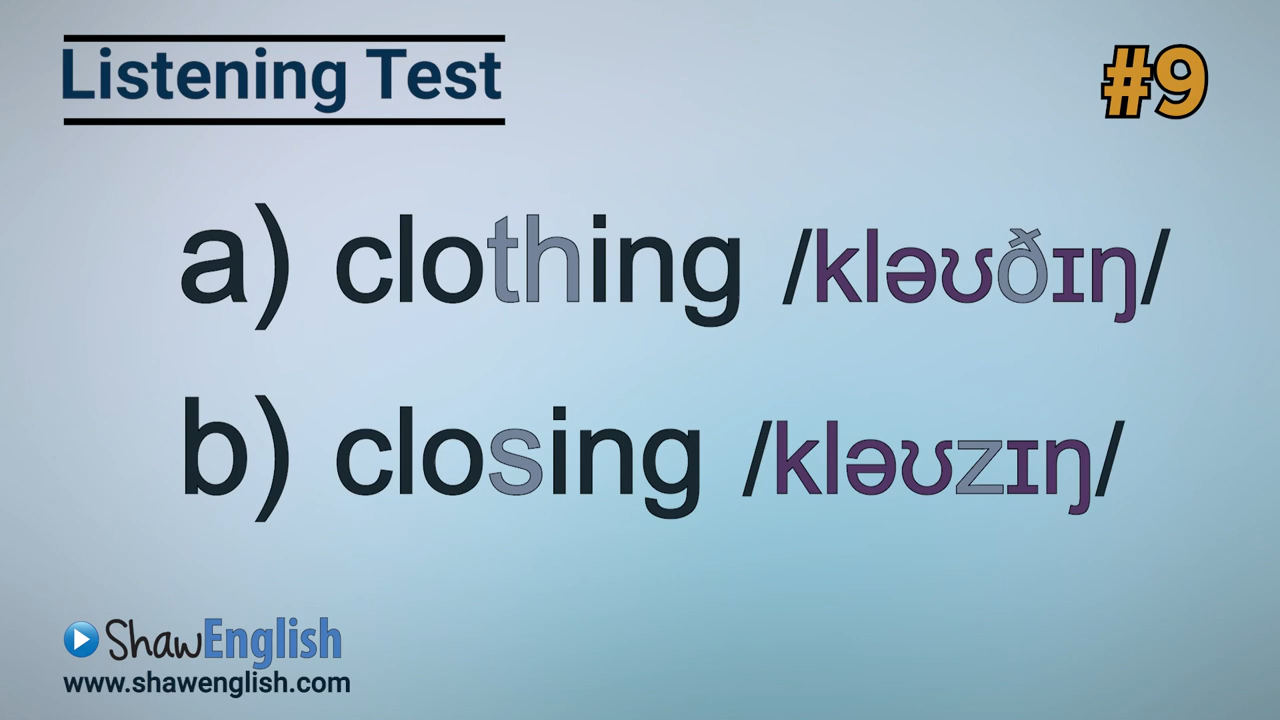 Listening Test
#9
a) clothing /kləʊðɪŋ/
b) closing /kləʊzɪŋ/
ShawEnglish
www.shawenglish.com